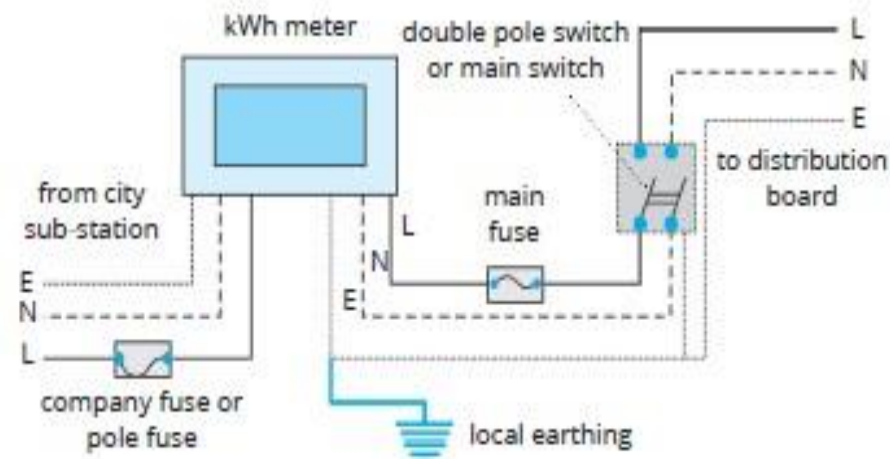 kWh meter
double pole switch
or main switch
L
N
E
to distribution
board
from city
sub-station
main
fuse
L
N
E
E
N
L
company fuse or
pole fuse
local earthing